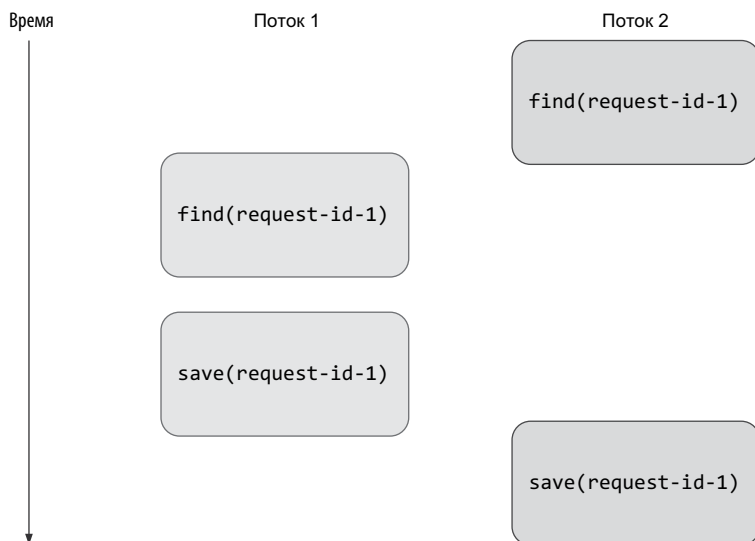 Время
Поток 1
Поток 2
find(request-id-1)
find(request-id-1)
save(request-id-1)
save(request-id-1)